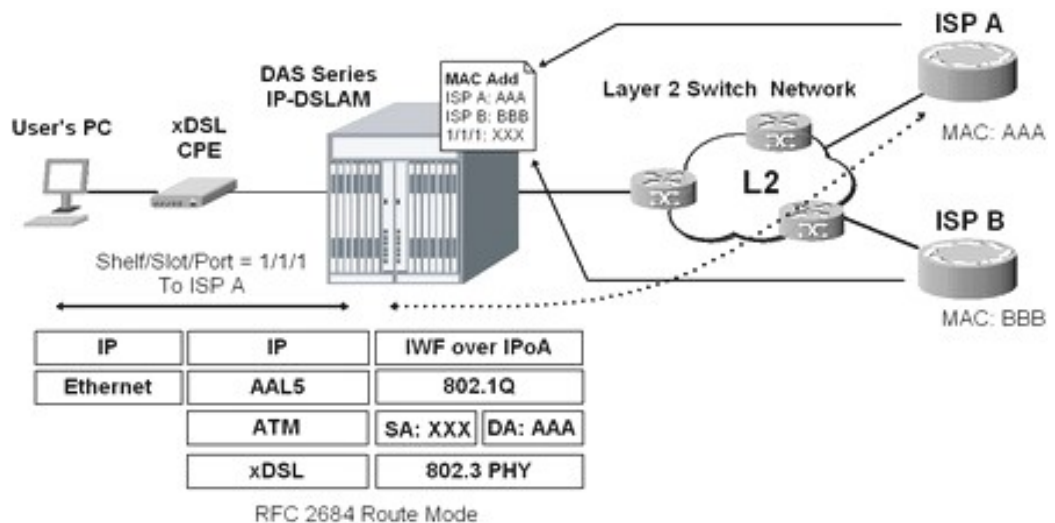 ISP A
DAS Series
IP-DSLAM
MAC Add
ISP A: AAA
ISP B: BBB
1/1/1: XXX
Layer 2 Switch Network
User's PC
xDSL
CPE
MAC: AAA
L2
ISP B
Shelf/Slot/Port = 1/1/1
To ISP A
MAC: BBB
IP IP IWF over IPoA
Ethernet AAL5 802.1Q
ATM SA: XXX DA: AAA
xDSL 802.3 PHY
RFC 2684 Route Mode